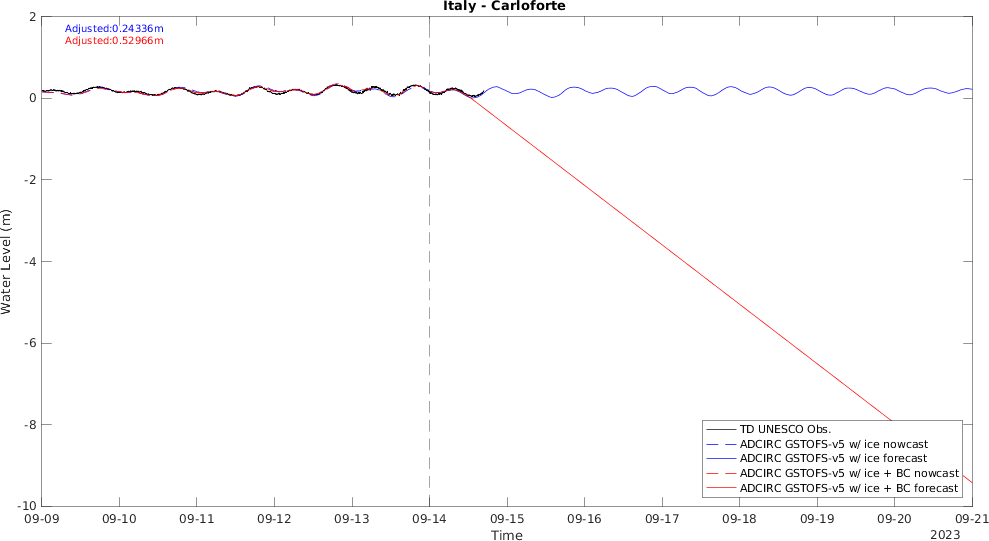 Italy - Carloforte
Adjusted:0.24336m
Adjusted:0.52966m
Water Level (m)
2
0
-2
-4
-6
-8
-10
TD UNESCO Obs.
ADCIRC GSTOFS-v5 w/ ice nowcast
ADCIRC GSTOFS-v5 w/ ice forecast
ADCIRC GSTOFS-v5 w/ ice + BC nowcast
ADCIRC GSTOFS-v5 w/ ice + BC forecast
09-09 09-10 09-11 09-12 09-13 09-14 09-15 09-16 09-17 09-18 09-19 09-20 09-21
Time
2023